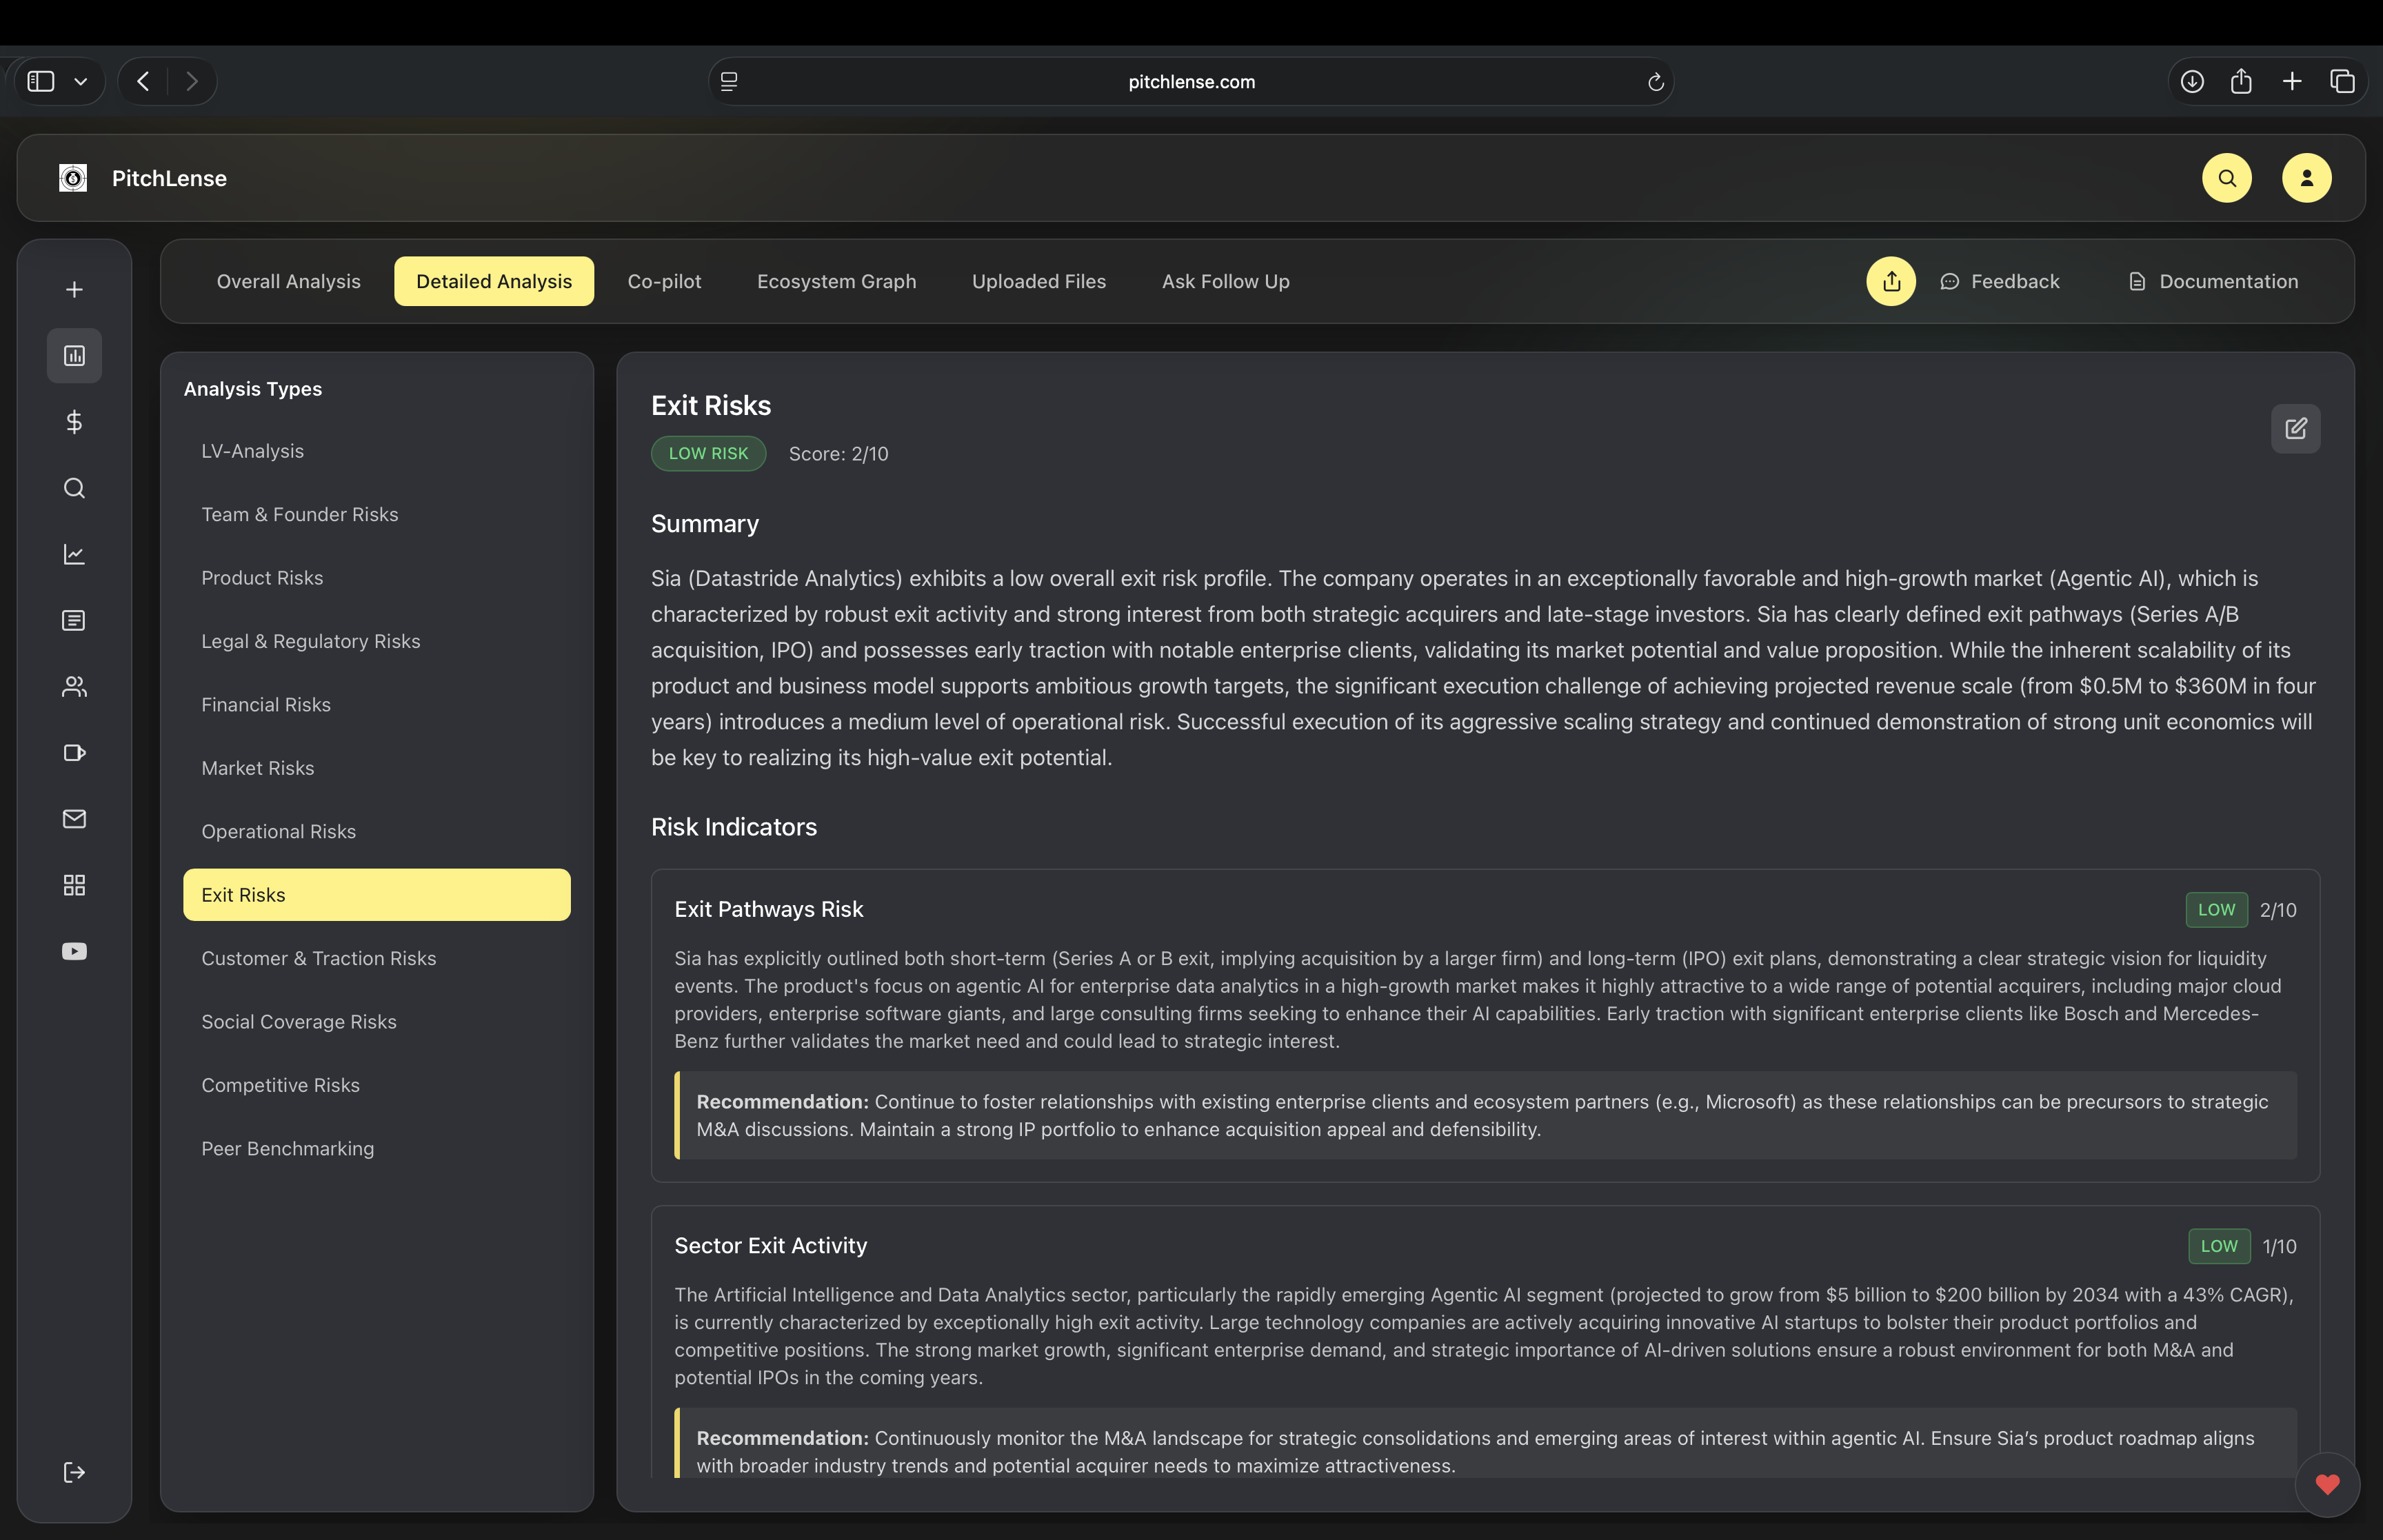 pitchlense.com
PitchLense
Overall Analysis
Detailed Analysis
Co-pilot
Ecosystem Graph
Uploaded Files
Ask Follow Up
Feedback
Documentation
Analysis Types
LV-Analysis
Team & Founder Risks
Product Risks
Legal & Regulatory Risks
Financial Risks
Market Risks
Operational Risks
Exit Risks
Customer & Traction Risks
Social Coverage Risks
Competitive Risks
Peer Benchmarking
Exit Risks
LOW RISK
Score: 2/10
Summary
Sia (Datastride Analytics) exhibits a low overall exit risk profile. The company operates in an exceptionally favorable and high-growth market (Agentic AI), which is
characterized by robust exit activity and strong interest from both strategic acquirers and late-stage investors. Sia has clearly defined exit pathways (Series A/B
acquisition, IPO) and possesses early traction with notable enterprise clients, validating its market potential and value proposition. While the inherent scalability of its
product and business model supports ambitious growth targets, the significant execution challenge of achieving projected revenue scale (from $0.5M to $360M in four
years) introduces a medium level of operational risk. Successful execution of its aggressive scaling strategy and continued demonstration of strong unit economics will
be key to realizing its high-value exit potential.
Risk Indicators
Exit Pathways Risk
LOW
2/10
Sia has explicitly outlined both short-term (Series A or B exit, implying acquisition by a larger firm) and long-term (IPO) exit plans, demonstrating a clear strategic vision for liquidity
events. The product's focus on agentic AI for enterprise data analytics in a high-growth market makes it highly attractive to a wide range of potential acquirers, including major cloud
providers, enterprise software giants, and large consulting firms seeking to enhance their AI capabilities. Early traction with significant enterprise clients like Bosch and Mercedes-
Benz further validates the market need and could lead to strategic interest.
Recommendation: Continue to foster relationships with existing enterprise clients and ecosystem partners (e.g., Microsoft) as these relationships can be precursors to strategic
M&A discussions. Maintain a strong IP portfolio to enhance acquisition appeal and defensibility.
Sector Exit Activity
LOW
1/10
The Artificial Intelligence and Data Analytics sector, particularly the rapidly emerging Agentic AI segment (projected to grow from $5 billion to $200 billion by 2034 with a 43% CAGR),
is currently characterized by exceptionally high exit activity. Large technology companies are actively acquiring innovative AI startups to bolster their product portfolios and
competitive positions. The strong market growth, significant enterprise demand, and strategic importance of AI-driven solutions ensure a robust environment for both M&A and
potential IPOs in the coming years.
Recommendation: Continuously monitor the M&A landscape for strategic consolidations and emerging areas of interest within agentic AI. Ensure Sia’s product roadmap aligns
with broader industry trends and potential acquirer needs to maximize attractiveness.